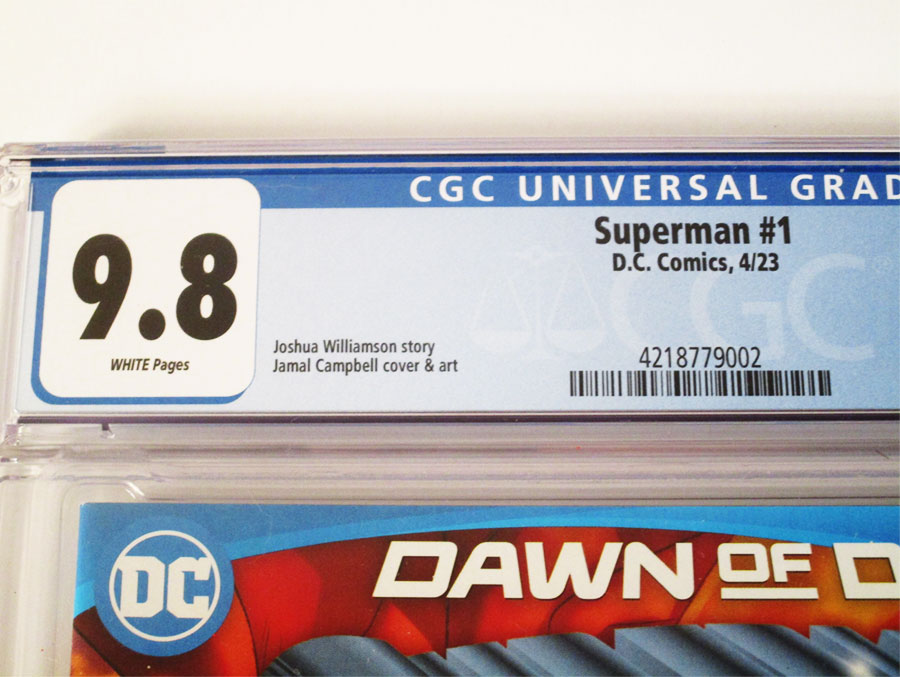 CGC UNIVERSAL GRAD
Superman #1
D.C. Comics, 4/23
9.8
WHITE Pages
Joshua Williamson story
Jamal Campbell cover & art
CGC
4218779002
DC
DAWN OF D